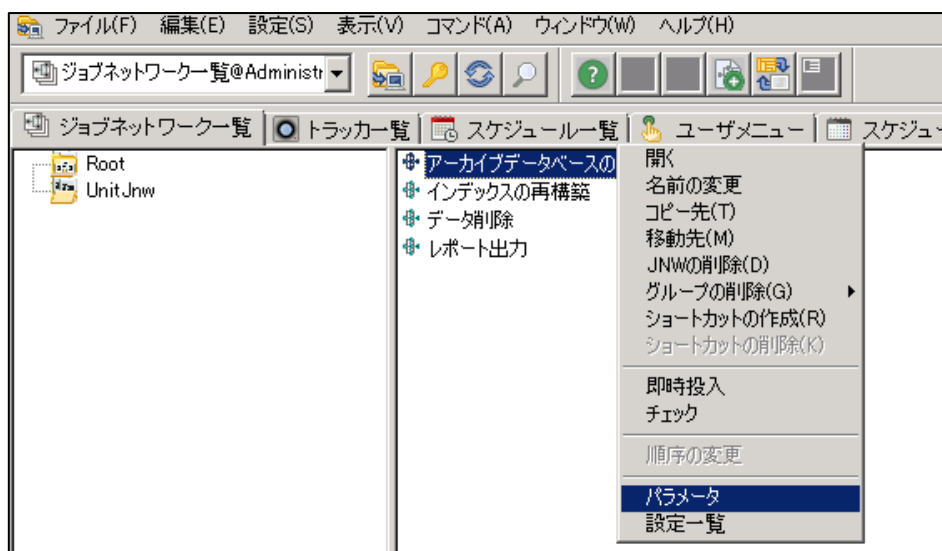 ファイル(F) 編集(E) 設定(S) 表示(V) コマンド(A) ウィンドウ(W) ヘルプ(H)
ジョブネットワーク一覧@Administr
ジョブネットワーク一覧 トラッカ一覧 スケジュール一覧 ユーザメニュー スケジュー
Root
UnitJnw
アーカイブデータベースの
インデックスの再構築
データ削除
レポート出力
開く
名前の変更
コピー先(T)
移動先(M)
JNWの削除(D)
グループの削除(G)
ショートカットの作成(R)
ショートカットの削除(K)
即時投入
チェック
順序の変更
パラメータ
設定一覧